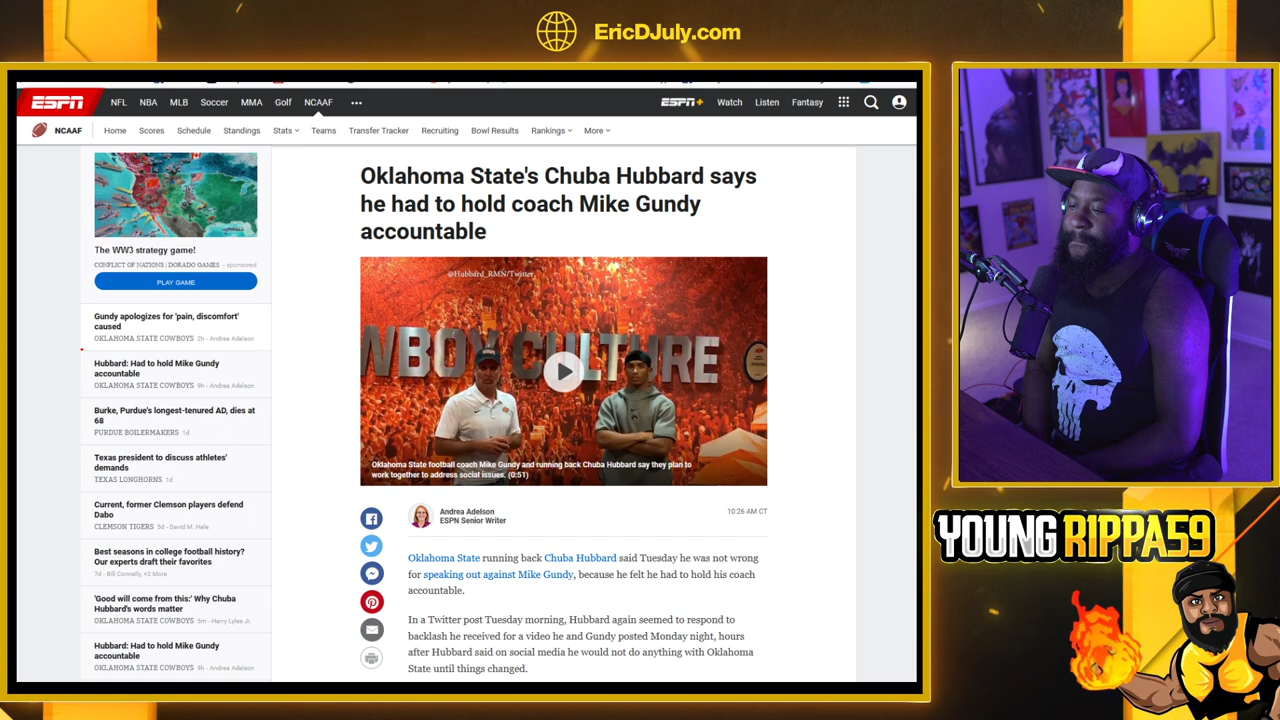 EricDJuly.com
ESPN
NFL NBA MLB Soccer MMA Golf NCAAF •••
ESPN+ Watch Listen Fantasy
NCAAF Home Scores Schedule Standings Stats Teams Transfer Tracker Recruiting Bowl Results Rankings More
The WW3 strategy game!
CONFLICT OF NATIONS | DORADO GAMES - sponsored
PLAY GAME
Gundy apologizes for 'pain, discomfort'
caused
OKLAHOMA STATE COWBOYS 2h - Andrea Adelson
Hubbard: Had to hold Mike Gundy
accountable
OKLAHOMA STATE COWBOYS 9h - Andrea Adelson
Burke, Purdue's longest-tenured AD, dies at
68
PURDUE BOILERMAKERS 1d
Texas president to discuss athletes'
demands
TEXAS LONGHORNS 1d
Current, former Clemson players defend
Dabo
CLEMSON TIGERS 5d - David M. Hale
Best seasons in college football history?
Our experts draft their favorites
7d - Bill Connelly, +2 More
'Good will come from this:' Why Chuba
Hubbard's words matter
OKLAHOMA STATE COWBOYS 5m - Harry Lyles Jr.
Hubbard: Had to hold Mike Gundy
accountable
OKLAHOMA STATE COWBOYS 9h - Andrea Adelson
Oklahoma State's Chuba Hubbard says
he had to hold coach Mike Gundy
accountable
@Hubbard_RMN/Twitter
WBOY CULTURE
Oklahoma State football coach Mike Gundy and running back Chuba Hubbard say they plan to
work together to address social issues. (0:51)
Andrea Adelson
ESPN Senior Writer
10:26 AM CT
Oklahoma State running back Chuba Hubbard said Tuesday he was not wrong
for speaking out against Mike Gundy, because he felt he had to hold his coach
accountable.
In a Twitter post Tuesday morning, Hubbard again seemed to respond to
backlash he received for a video he and Gundy posted Monday night, hours
after Hubbard said on social media he would not do anything with Oklahoma
State until things changed.
YOUNGRIPPA59